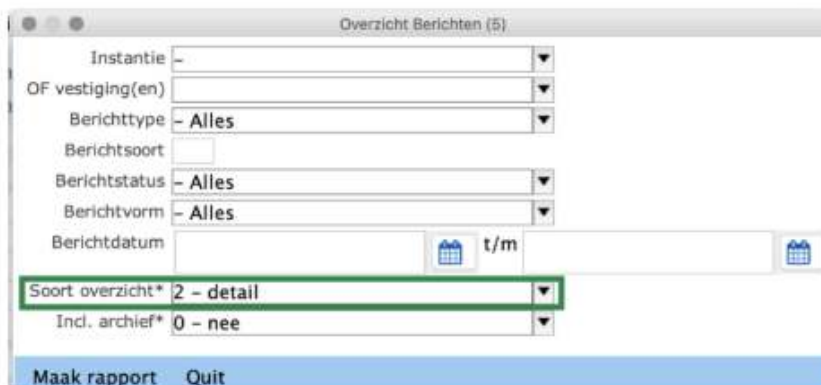 Overzicht Berichten (5)
Instantie –
OF vestiging(en)
Berichttype – Alles
Berichtsoort
Berichtstatus – Alles
Berichtvorm – Alles
Berichtdatum t/m
Soort overzicht* 2 – detail
Incl. archief* 0 – nee
Maak rapport Quit